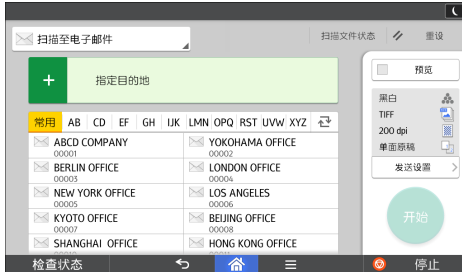 扫描至电子邮件
扫描文件状态 重设
+ 指定目的地
预览
常用 AB CD EF GH IJK LMN OPQ RST UVW XYZ
ABCD COMPANY
00001
YOKOHAMA OFFICE
00002
BERLIN OFFICE
00003
LONDON OFFICE
00004
NEW YORK OFFICE
00005
LOS ANGELES
00006
KYOTO OFFICE
00007
BEIJING OFFICE
00008
SHANGHAI OFFICE
HONG KONG OFFICE
黑白
TIFF
200 dpi
单面原稿
发送设置
开始
检查状态
停止